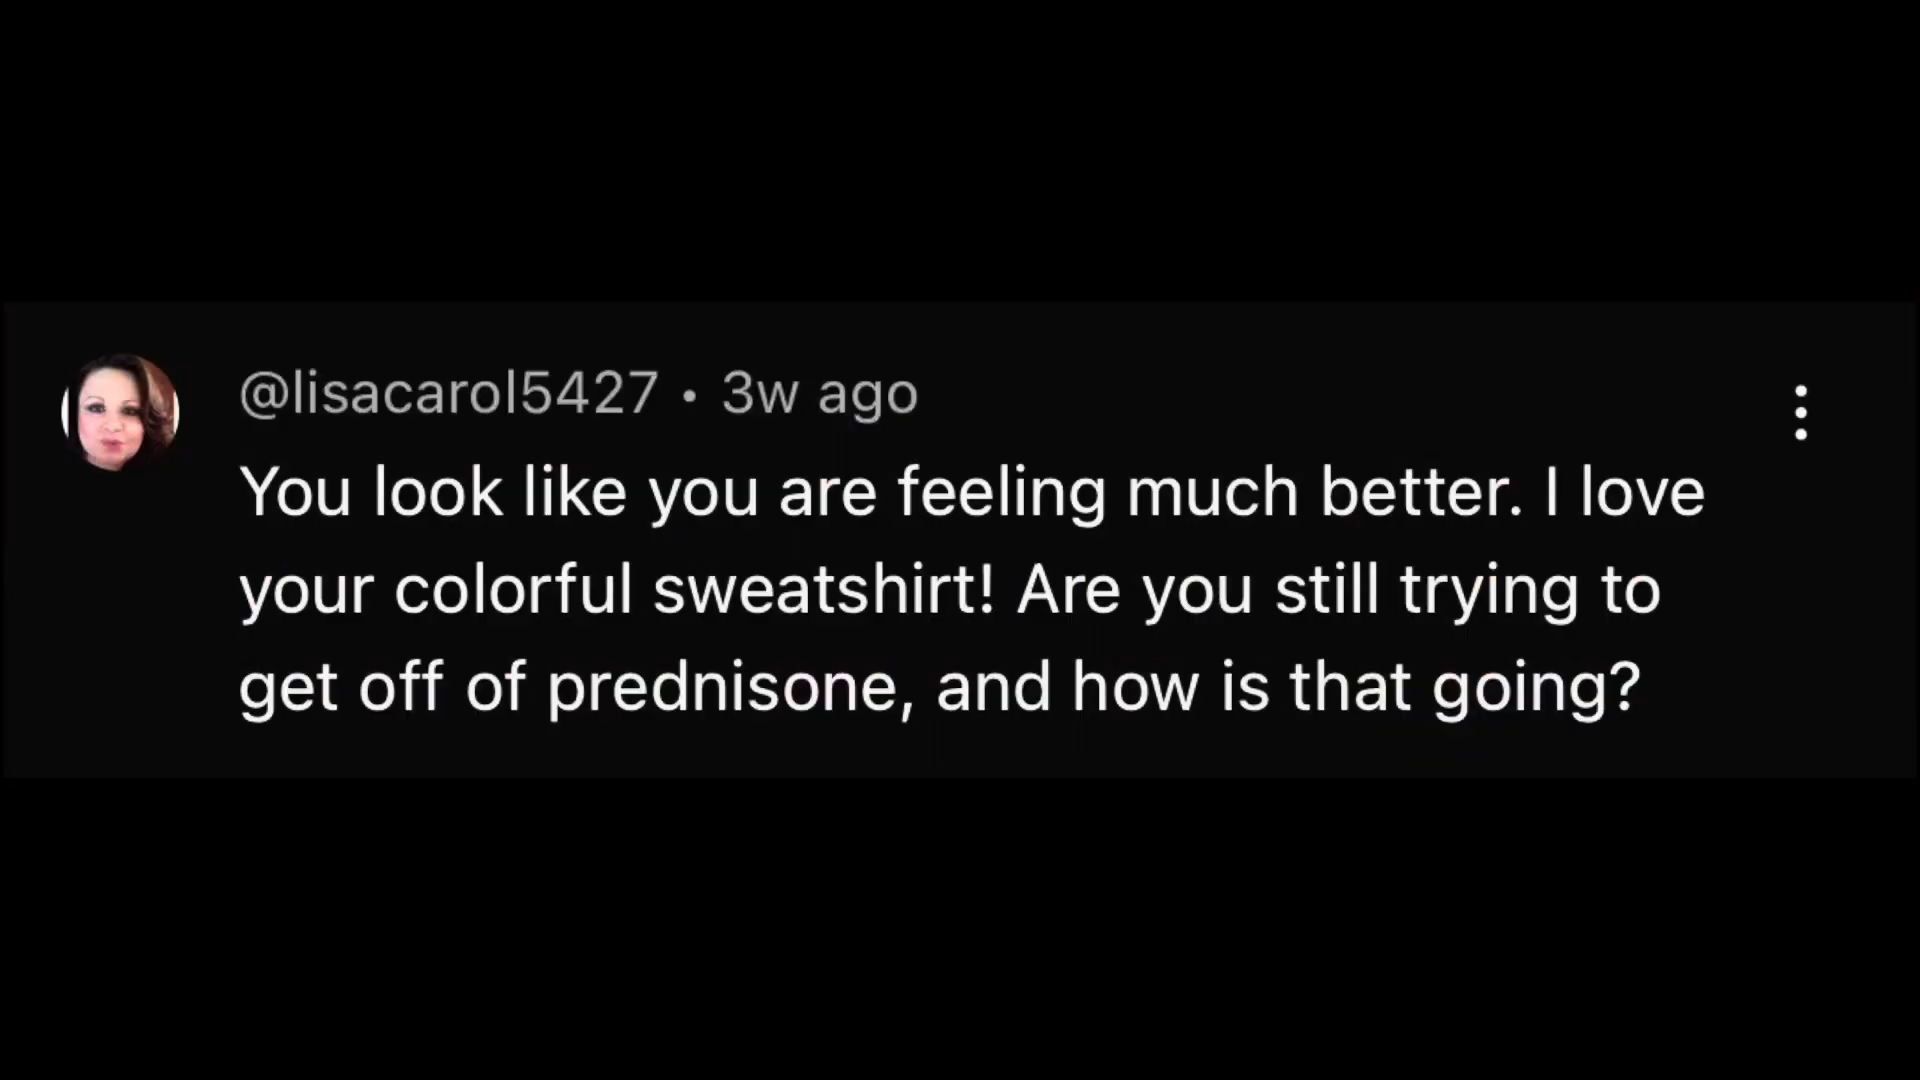 @lisacarol5427 • 3w ago
You look like you are feeling much better. I love
your colorful sweatshirt! Are you still trying to
get off of prednisone, and how is that going?